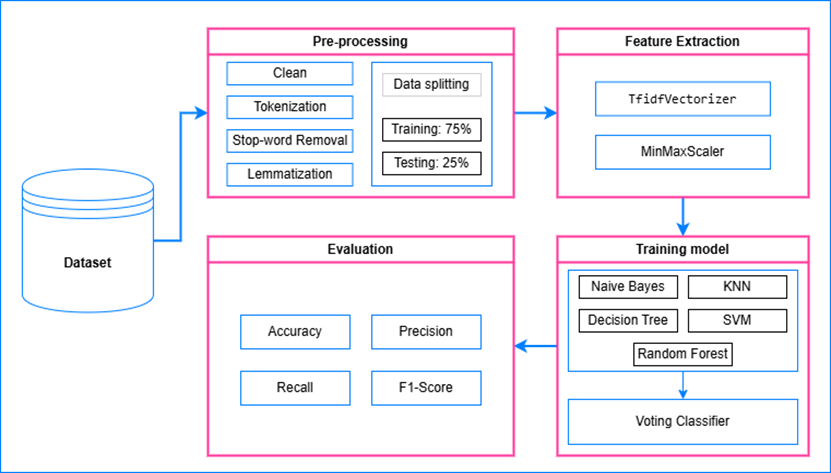 Dataset
Pre-processing
Clean
Tokenization
Stop-word Removal
Lemmatization
Data splitting
Training: 75%
Testing: 25%
Feature Extraction
TfidfVectorizer
MinMaxScaler
Training model
Naive Bayes
KNN
Decision Tree
SVM
Random Forest
Voting Classifier
Evaluation
Accuracy
Precision
Recall
F1-Score